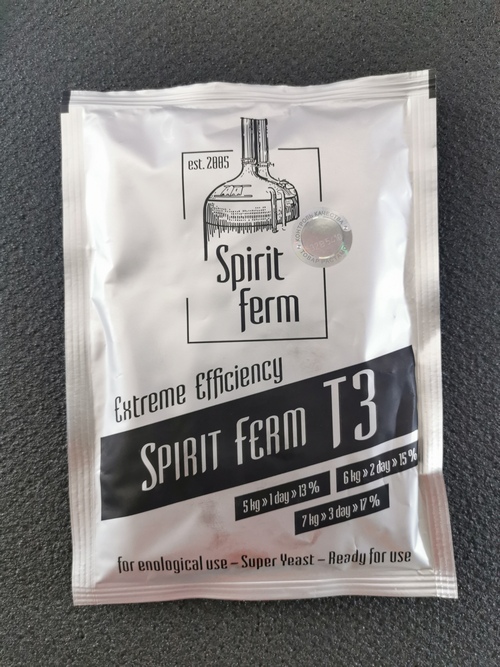 est. 2005
Spirit
ferm
Extreme Efficiency
SPIRIT FERM T3
5 kg » 1 day » 13 %
6 kg » 2 day » 15 %
7 kg » 3 day » 17 %
for enological use – Super Yeast – Ready for use